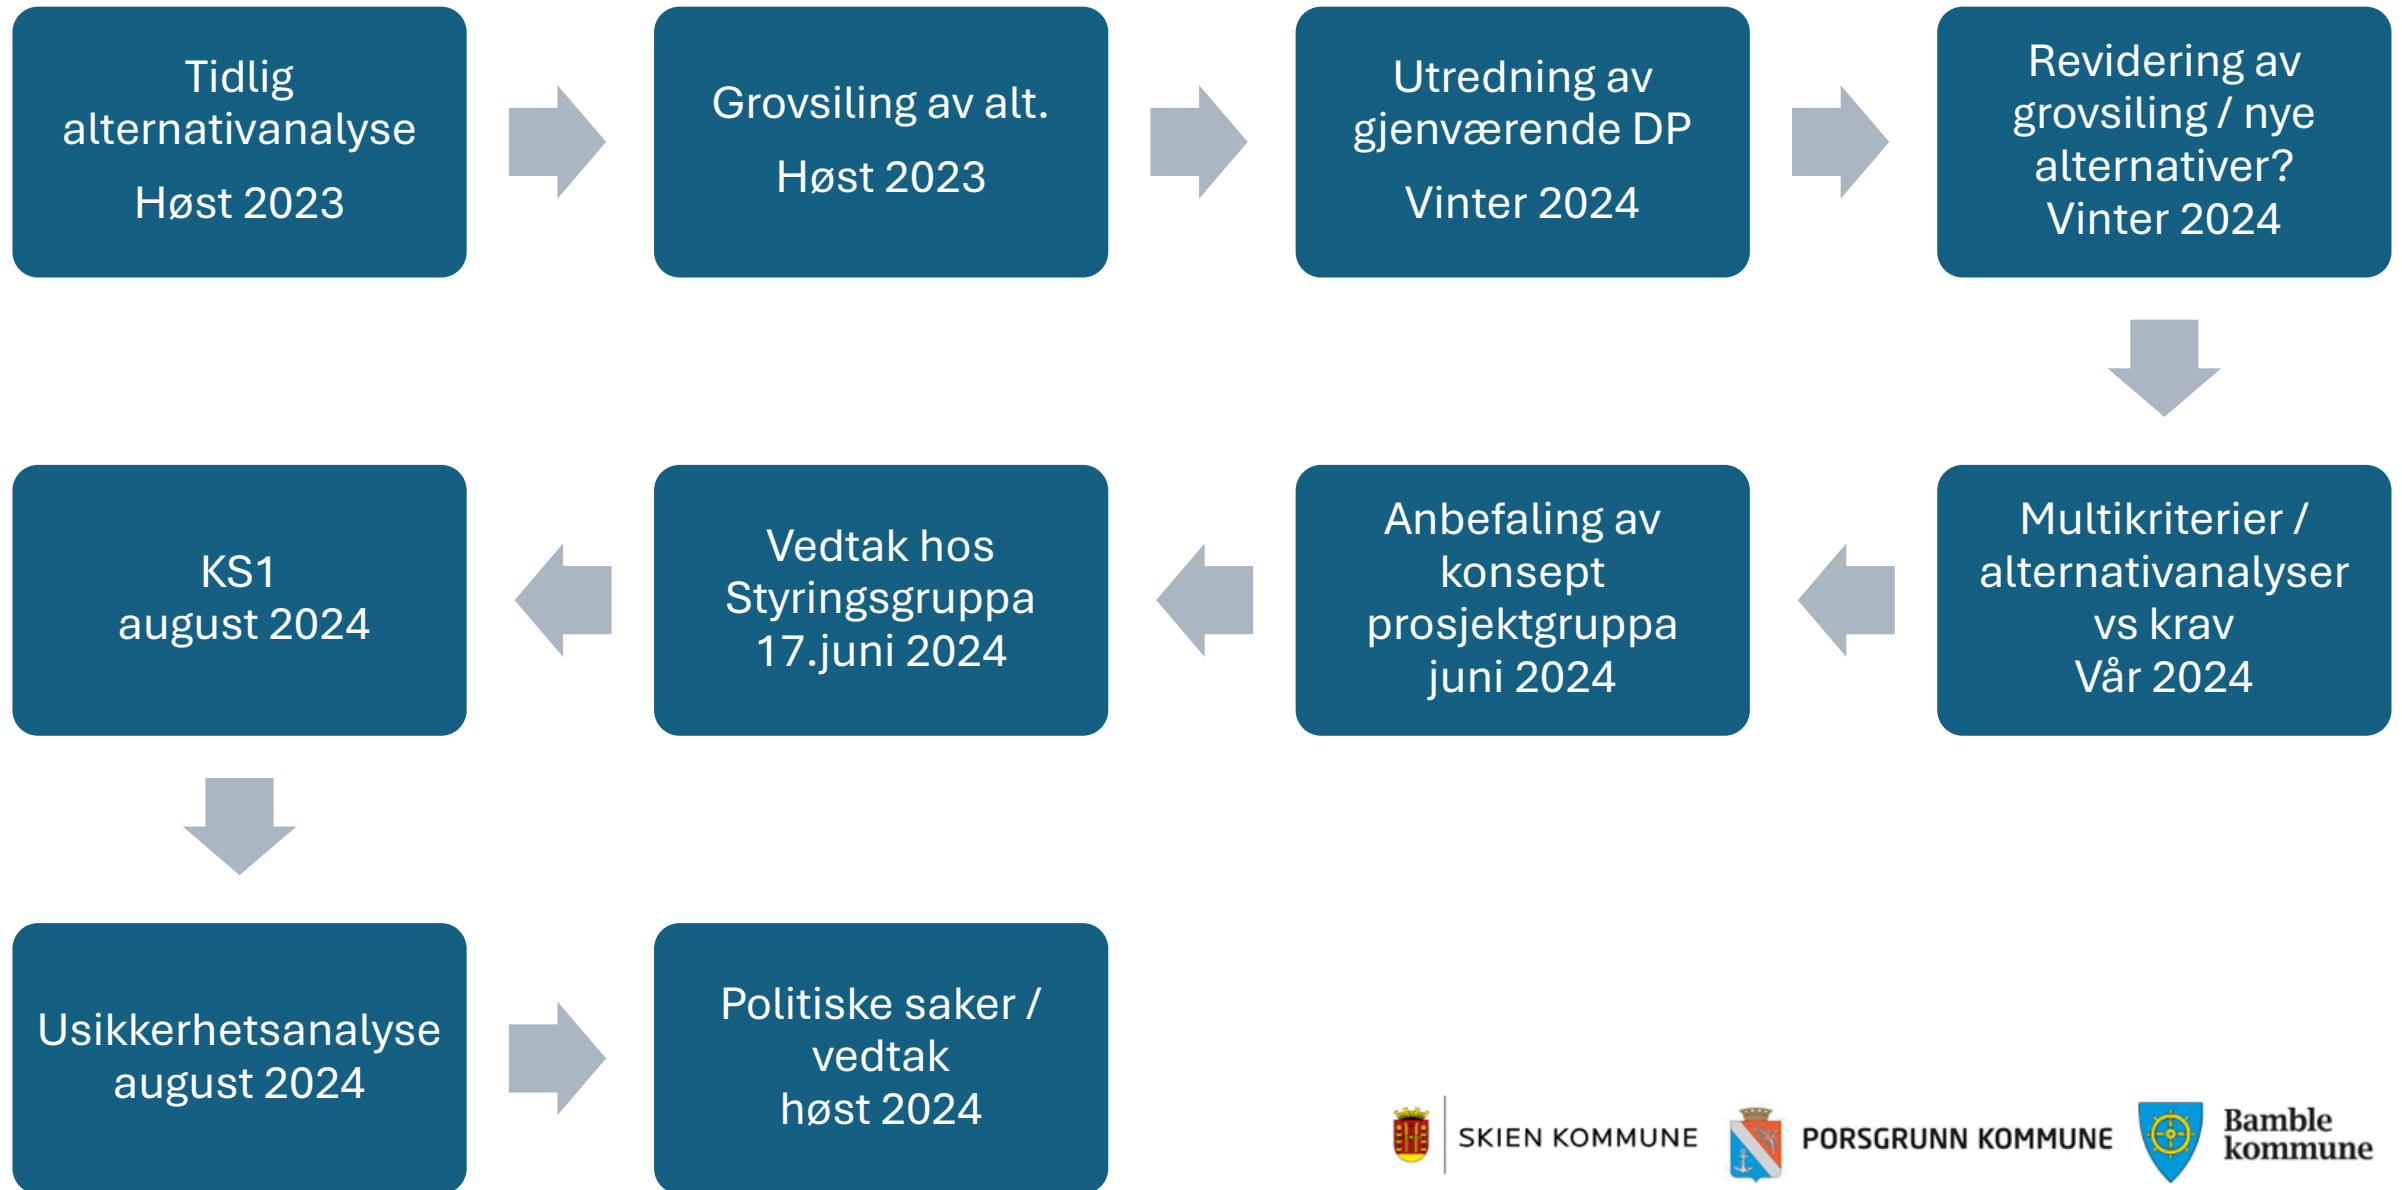 Tidlig
alternativanalyse
Høst 2023
Grovsiling av alt.
Høst 2023
Utredning av
gjenværende DP
Vinter 2024
Revidering av
grovsiling / nye
alternativer?
Vinter 2024
Multikriterier /
alternativanalyser
vs krav
Vår 2024
Anbefaling av
konsept
prosjektgruppa
juni 2024
Vedtak hos
Styringsgruppa
17.juni 2024
KS1
august 2024
Usikkerhetsanalyse
august 2024
Politiske saker /
vedtak
høst 2024
SKIEN KOMMUNE
PORSGRUNN KOMMUNE
Bamble
kommune